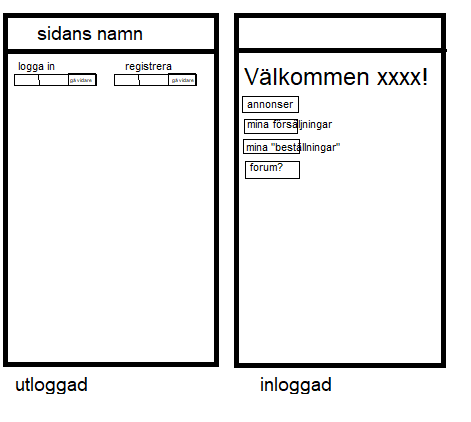 sidans namn
logga in
registrera
gå vidare
gå vidare
utloggad
Välkommen xxxx!
annonser
mina försäljningar
mina "beställningar"
forum?
inloggad